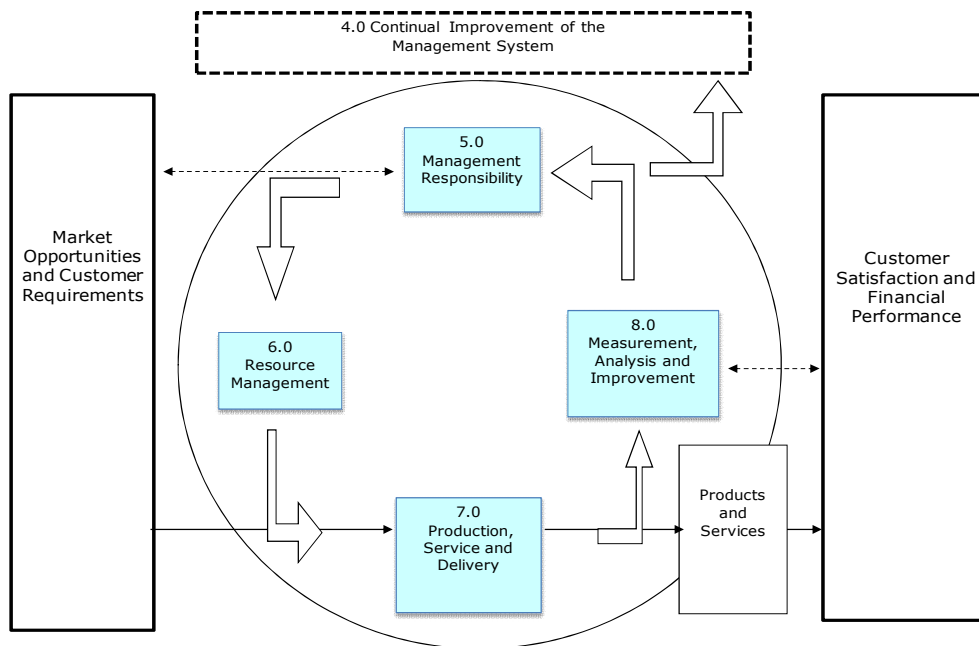 4.0 Continual Improvement of the
Management System
5.0
Management
Responsibility
Market
Opportunities
and Customer
Requirements
Customer
Satisfaction and
Financial
Performance
6.0
Resource
Management
8.0
Measurement,
Analysis and
Improvement
7.0
Production,
Service and
Delivery
Products
and
Services